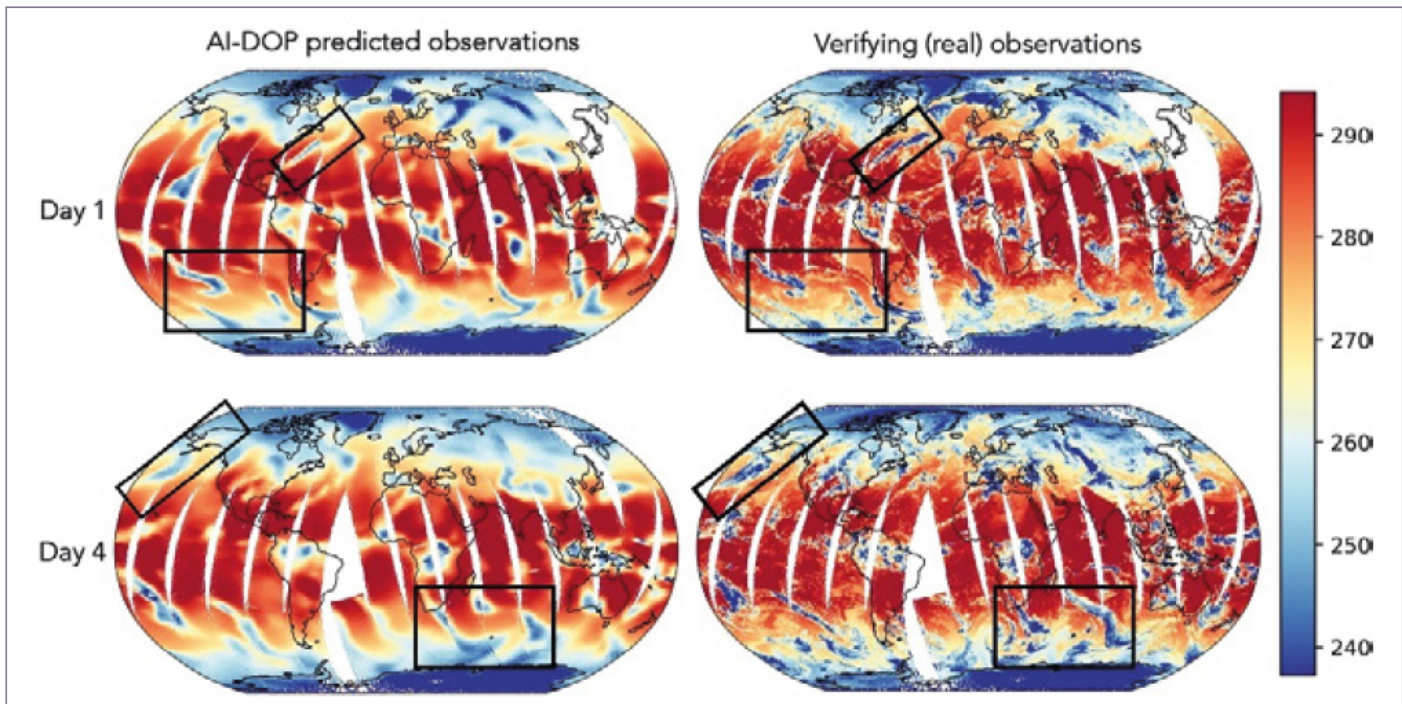 AI-DOP predicted observations
Verifying (real) observations
Day 1
Day 4
290
280
270
260
250
240